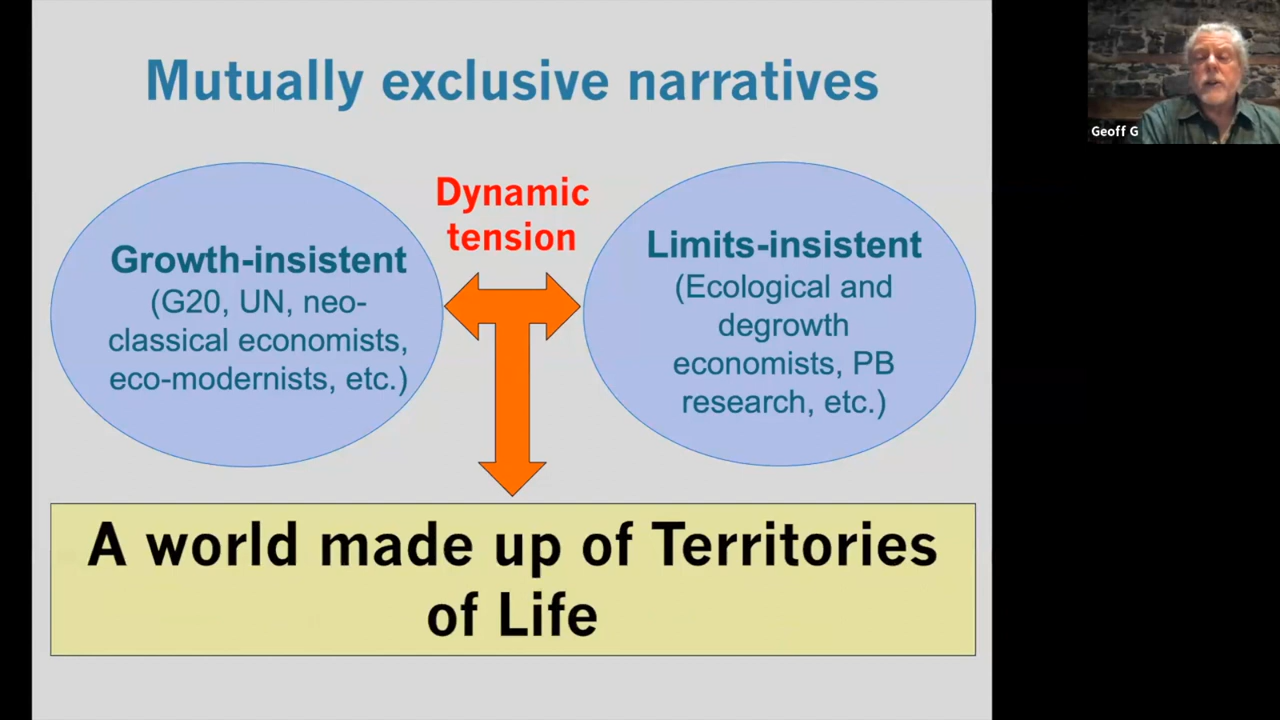 Mutually exclusive narratives
Dynamic
tension
Growth-insistent
(G20, UN, neo-
classical economists,
eco-modernists, etc.)
Limits-insistent
(Ecological and
degrowth
economists, PB
research, etc.)
A world made up of Territories
of Life
Geoff G